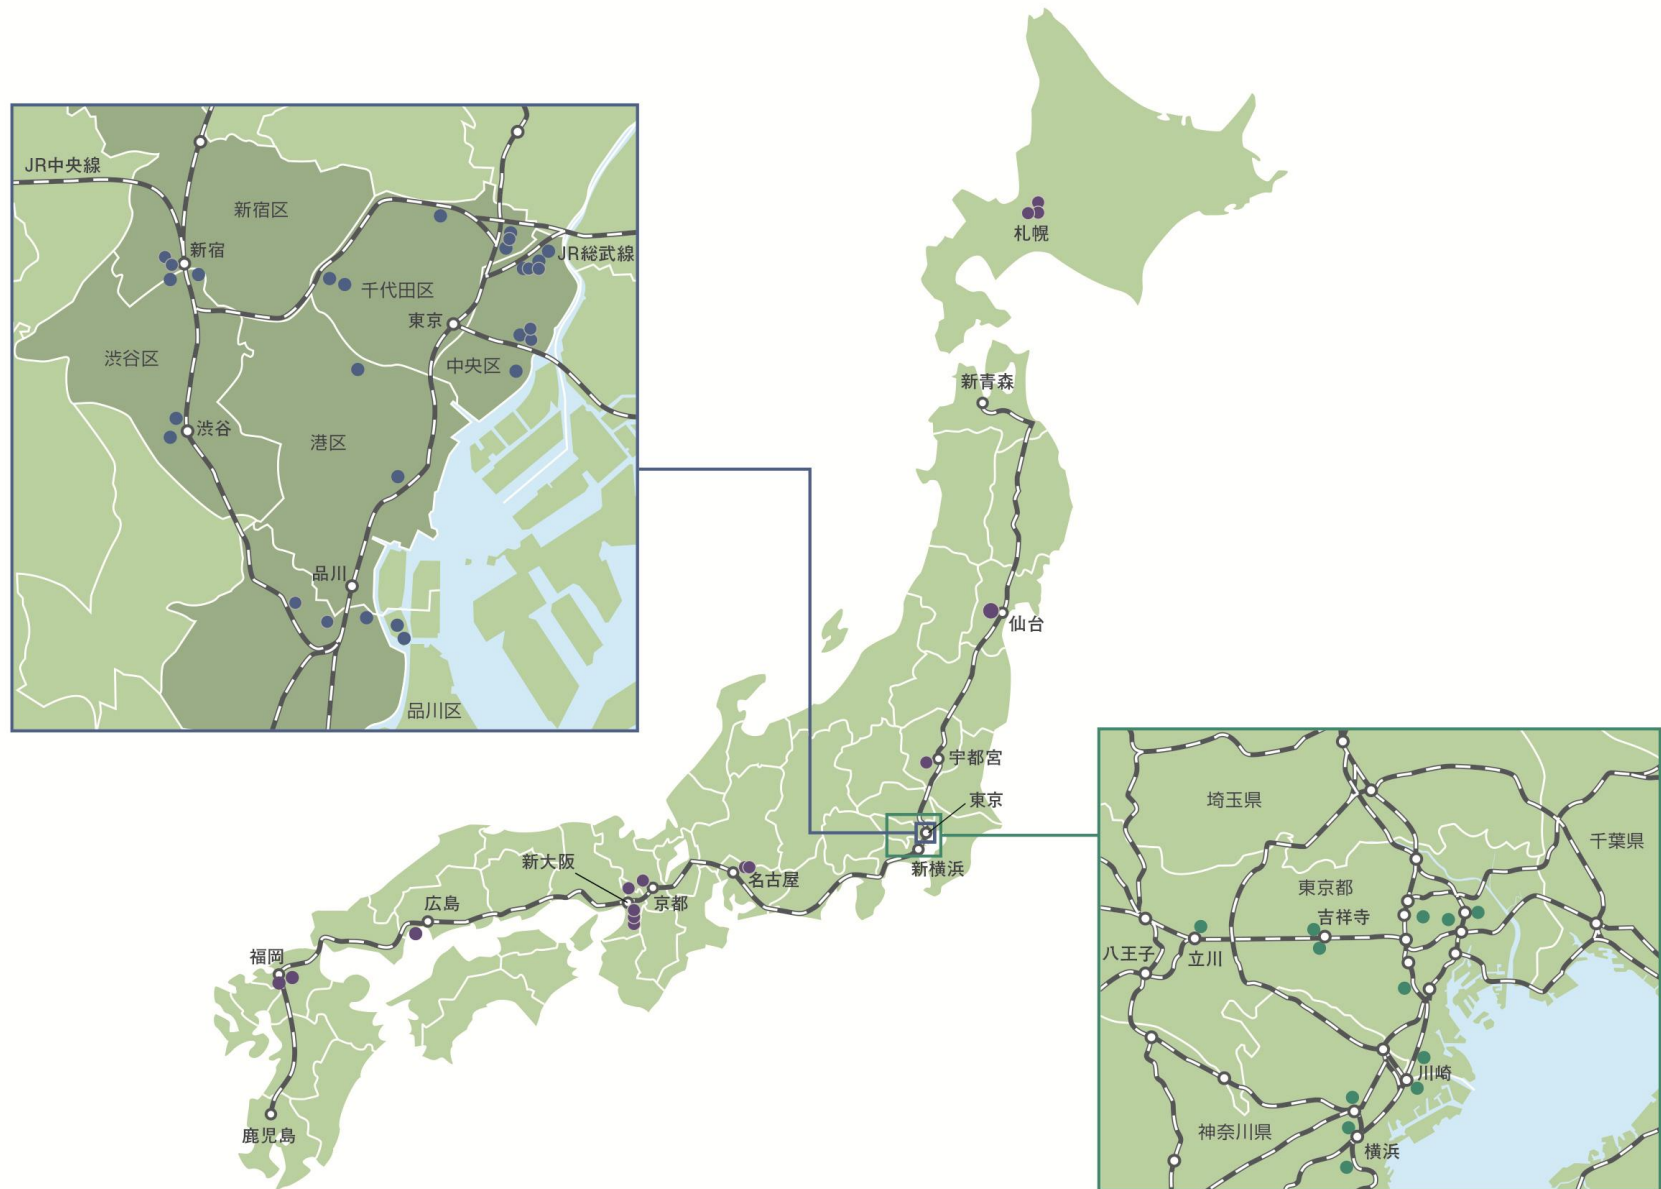 JR中央線
新宿区
新宿
JR総武線
千代田区
東京
渋谷区
中央区
渋谷
港区
品川
品川区
札幌
新青森
仙台
宇都宮
東京
新横浜
新大阪
名古屋
京都
広島
福岡
鹿児島
埼玉県
千葉県
東京都
吉祥寺
八王子
立川
川崎
神奈川県
横浜